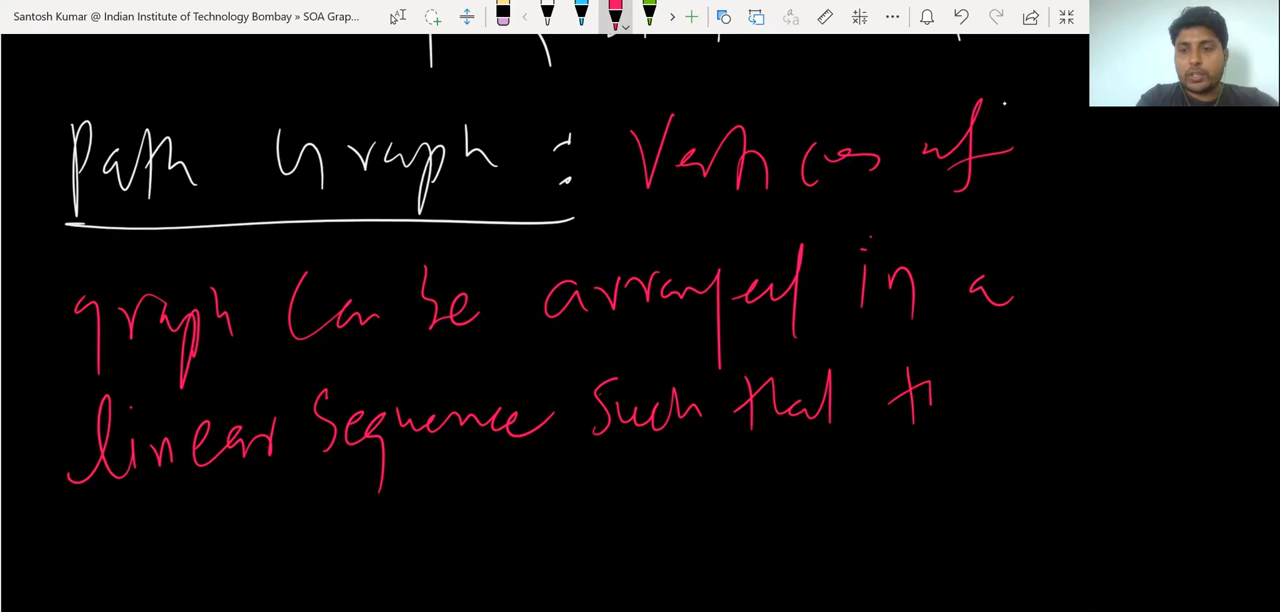 Santosh Kumar @ Indian Institute of Technology Bombay » SOA Grap...
Path Graph : Vertices of
graph can be arranged in a
linear sequence such that th